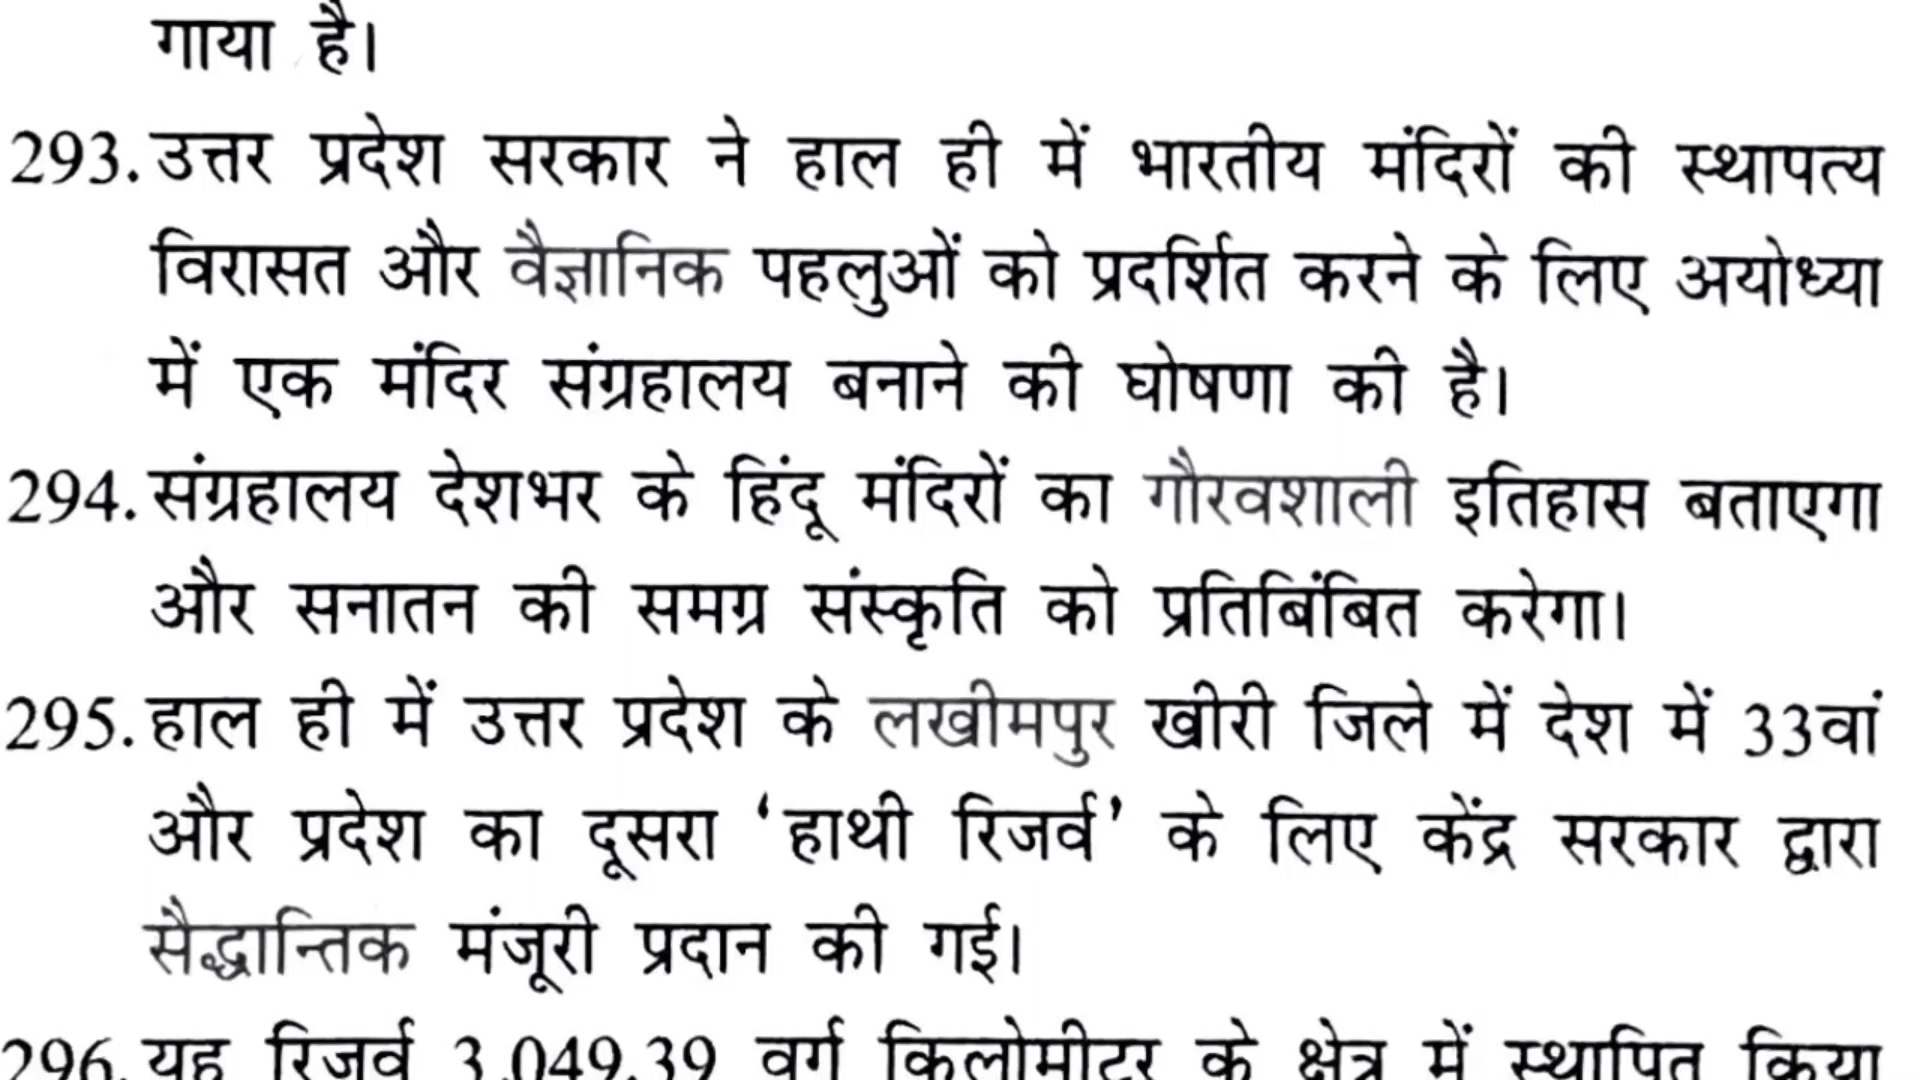 गाया है।
293. उत्तर प्रदेश सरकार ने हाल ही में भारतीय मंदिरों की स्थापत्य
विरासत और वैज्ञानिक पहलुओं को प्रदर्शित करने के लिए अयोध्या
में एक मंदिर संग्रहालय बनाने की घोषणा की है।
294. संग्रहालय देशभर के हिंदू मंदिरों का गौरवशाली इतिहास बताएगा
और सनातन की समग्र संस्कृति को प्रतिबिंबित करेगा।
295. हाल ही में उत्तर प्रदेश के लखीमपुर खीरी जिले में देश में 33वां
और प्रदेश का दूसरा ‘हाथी रिजर्व’ के लिए केंद्र सरकार द्वारा
सैद्धान्तिक मंजूरी प्रदान की गई।
296. यह रिजर्व 3,049.39 वर्ग किलोमीटर के क्षेत्र में स्थापित किया